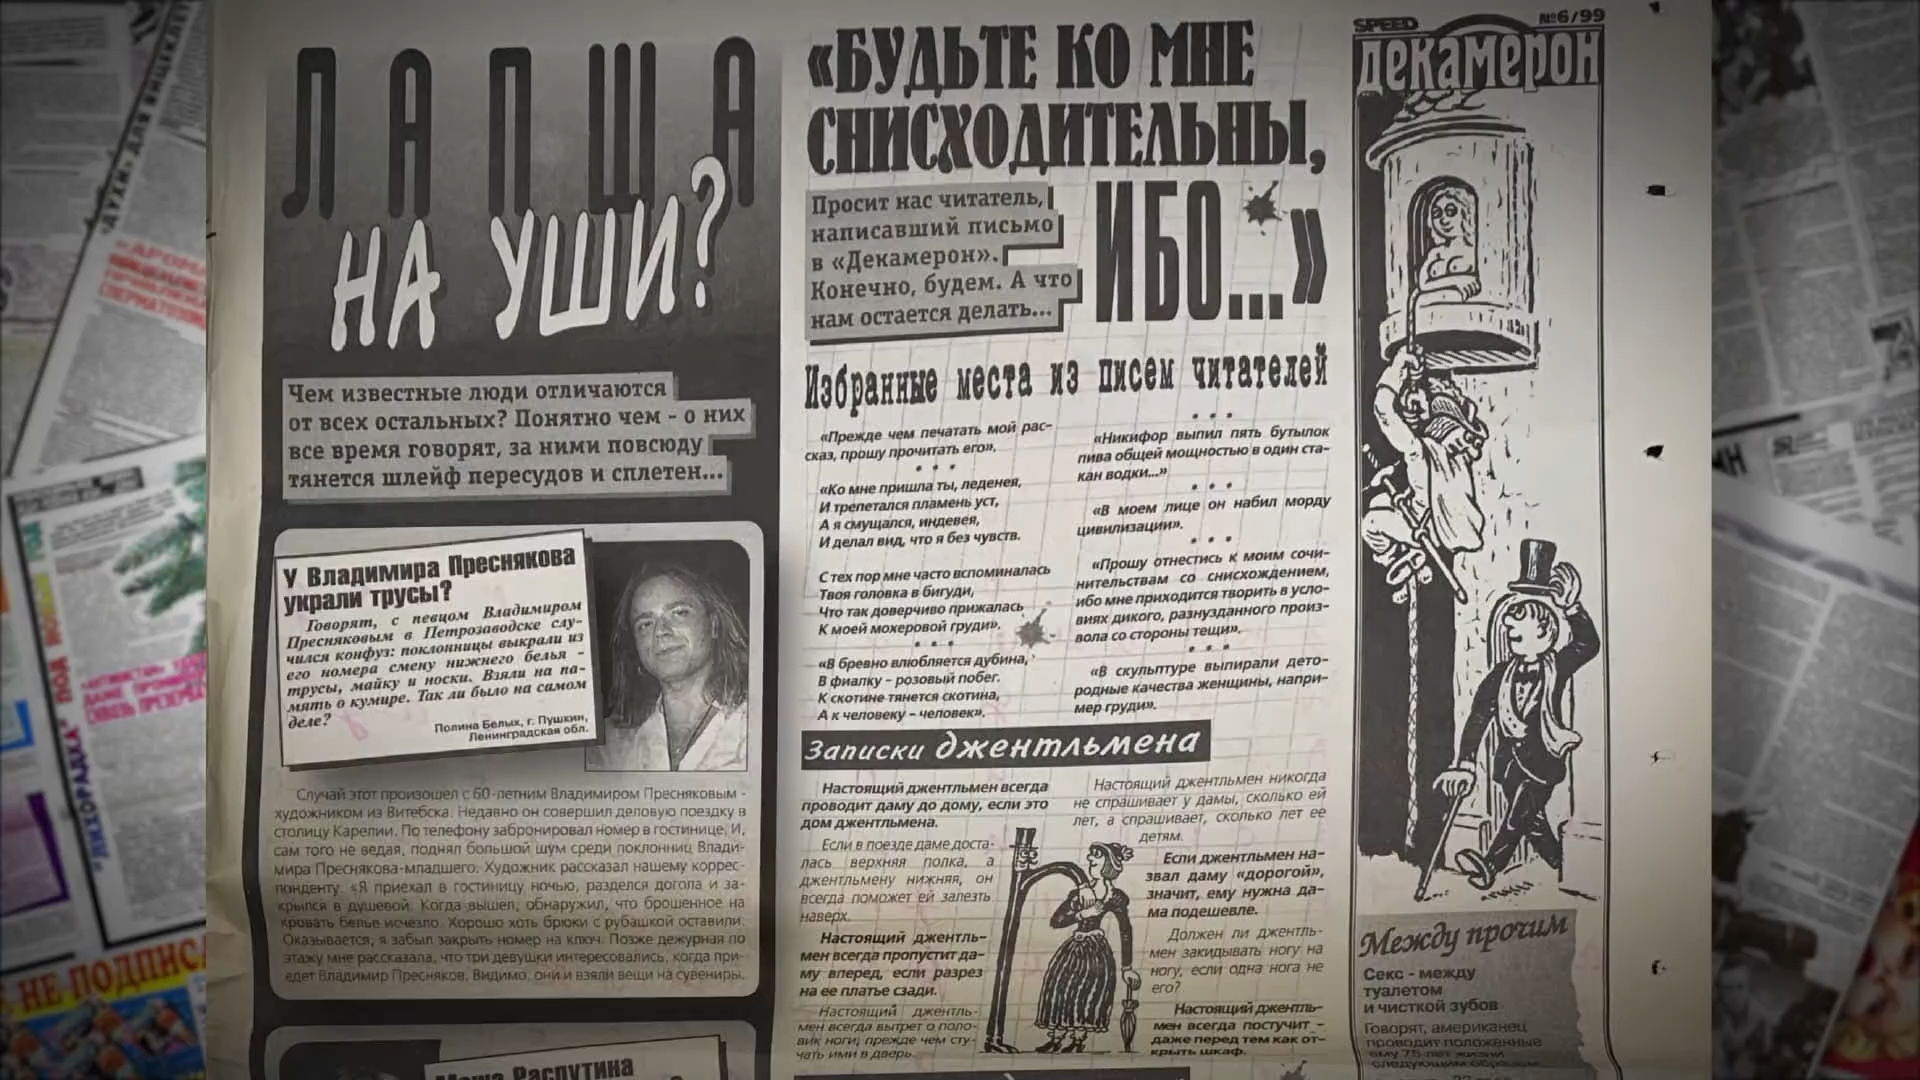 ЛАПША
НА УШИ?
Чем известные люди отличаются
от всех остальных? Понятно чем - о них
все время говорят, за ними повсюду
тянется шлейф пересудов и сплетен...
У Владимира Преснякова
украли трусы?
Говорят, с певцом Владимиром
Пресняковым в Петрозаводске слу-
чился конфуз: поклонницы выкрали из
его номера смену нижнего белья -
трусы, майку и носки. Взяли на па-
мять о кумире. Так ли было на самом
деле?
Полина Белых, г. Пушкин,
Ленинградская обл.
Случай этот произошел с 60-летним Владимиром Пресняковым -
художником из Витебска. Недавно он совершил деловую поездку в
столицу Карелии. По телефону забронировал номер в гостинице. И,
сам того не ведая, поднял большой шум среди поклонниц Влади-
мира Преснякова-младшего. Художник рассказал нашему коррес-
понденту: «Я приехал в гостиницу ночью, разделся догола и за-
крылся в душевой. Когда вышел, обнаружил, что брошенное на
кровать белье исчезло. Хорошо хоть брюки с рубашкой оставили.
Оказывается, я забыл закрыть номер на ключ. Позже дежурная по
этажу мне рассказала, что три девушки интересовались, когда при-
едет Владимир Пресняков. Видимо, они и взяли вещи на сувениры.
Маша Распутина
«БУДЬТЕ КО МНЕ
СНИСХОДИТЕЛЬНЫ,
ИБО...»
Просит нас читатель,
написавший письмо
в «Декамерон».
Конечно, будем. А что
нам остается делать...
Избранные места из писем читателей
«Прежде чем печатать мой рас-
сказ, прошу прочитать его».
* * *
«Ко мне пришла ты, леденея,
И трепетался пламень уст,
А я смущался, индевея,
И делал вид, что я без чувств.
С тех пор мне часто вспоминалась
Твоя головка в бигуди,
Что так доверчиво прижалась
К моей мохеровой груди».
* * *
«В бревно влюбляется дубина,
В фиалку – розовый побег.
К скотине тянется скотина,
А к человеку – человек».
* * *
«Никифор выпил пять бутылок
пива общей мощностью в один ста-
кан водки...»
* * *
«В моем лице он набил морду
цивилизации».
* * *
«Прошу отнестись к моим сочи-
нительствам со снисхождением,
ибо мне приходится творить в усло-
виях дикого, разнузданного произ-
вола со стороны тещи».
* * *
«В скульптуре выпирали дето-
родные качества женщины, напри-
мер груди».
Записки джентльмена
Настоящий джентльмен всегда
проводит даму до дому, если это
дом джентльмена.
Если в поезде даме доста-
лась верхняя полка, а
джентльмену нижняя, он
всегда поможет ей залезть
наверх.
Настоящий джентль-
мен всегда пропустит да-
му вперед, если разрез
на ее платье сзади.
Настоящий джентль-
мен всегда вытрет о поло-
вик ноги, прежде чем сту-
чать ими в дверь.
Настоящий джентльмен никогда
не спрашивает у дамы, сколько ей
лет, а спрашивает, сколько лет ее
детям.
Если джентльмен на-
звал даму «дорогой»,
значит, ему нужна да-
ма подешевле.
Должен ли джентль-
мен закидывать ногу на
ногу, если одна нога не
его?
Настоящий джентль-
мен всегда постучит -
даже перед тем как от-
крыть шкаф.
SPEED
№6/99
декамерон
Между прочим
Секс - между
туалетом
и чисткой зубов
Говорят, американец
проводит положенные
ему 75 лет жизни
следующим образом:
«ДУХИ» ДЛЯ
"ЛИХОРАДКА" ПОД
НЕ ПОДПИС